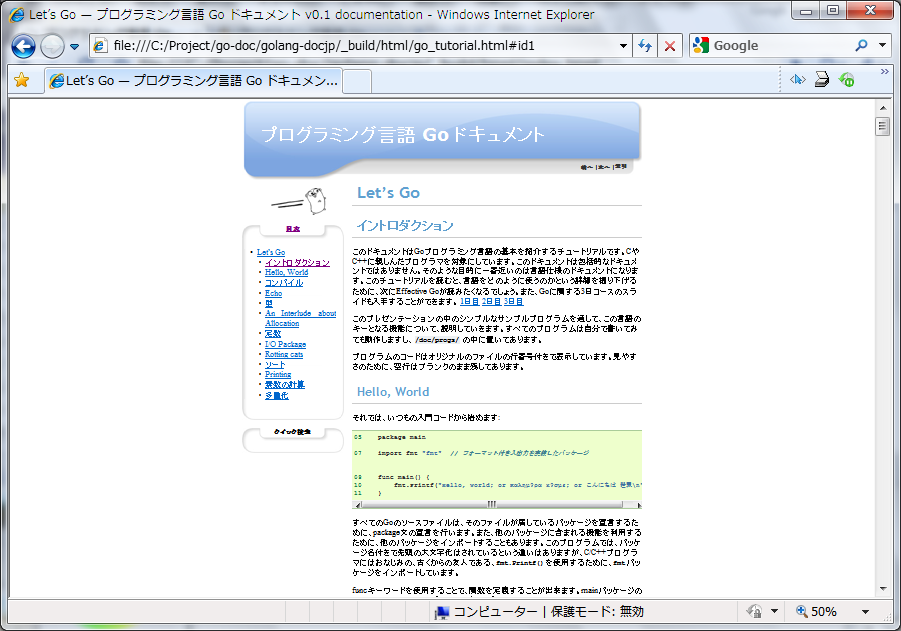 Let's Go — プログラミング言語 Go ドキュメント v0.1 documentation - Windows Internet Explorer
file:///C:/Project/go-doc/golang-docjp/_build/html/go_tutorial.html#id1
Google
Let's Go — プログラミング言語 Go ドキュメン...
プログラミング言語 Goドキュメント
前へ | 次へ | 索引
目次
Let's Go
イントロダクション
Hello, World
コンパイル
Echo
型
An Interlude about
Allocation
定数
I/O Package
Rotting cats
ソート
Printing
素数の計算
多重化
クイック検索
Let's Go
イントロダクション
このドキュメントはGoプログラミング言語の基本を紹介するチュートリアルです。Cや
C++に親しんだプログラマを対象にしています。このドキュメントは包括的なドキュメ
ントではありません。そのような目的に一番近いのは言語仕様のドキュメントになりま
す。このチュートリアルを読むと、言語をどのように使うのかという詳細を掘り下げる
ために、次にEffective Goが読みたくなるでしょう。また、Goに関する3日コースのスラ
イドも入手することができます。 1日目 2日目 3日目
このプレゼンテーションの中のシンプルなサンプルプログラムを通して、この言語の
キーとなる機能について、説明していきます。すべてのプログラムは自分で書いてみ
ても動作しますし、 /doc/progs/ の中に置いてあります。
プログラムのコードはオリジナルのファイルの行番号付きで表示しています。見やす
さのために、空行はブランクのまま残してあります。
Hello, World
それでは、いつもの入門コードから始めます:
05 package main
07 import fmt "fmt" // フォーマット付き入出力を実装したパッケージ
09 func main() {
10 fmt.Printf("Hello, world; or こんにちは 世界\n"
11 }
すべてのGoのソースファイルは、そのファイルが属しているパッケージを宣言するた
めに、package文の宣言を行います。また、他のパッケージに含まれる機能を利用する
ために、他のパッケージをインポートすることもあります。このプログラムでは、パッケ
ージ名付きで先頭の大文字化はされているという違いはありますが、C/C++プログラ
マにはおなじみの、古くからの友人である、fmt.Printf()を使用するために、fmtパッ
ケージをインポートしています。
funcキーワードを使用することで、関数を定義することが出来ます。mainパッケージの
コンピューター | 保護モード: 無効
50%